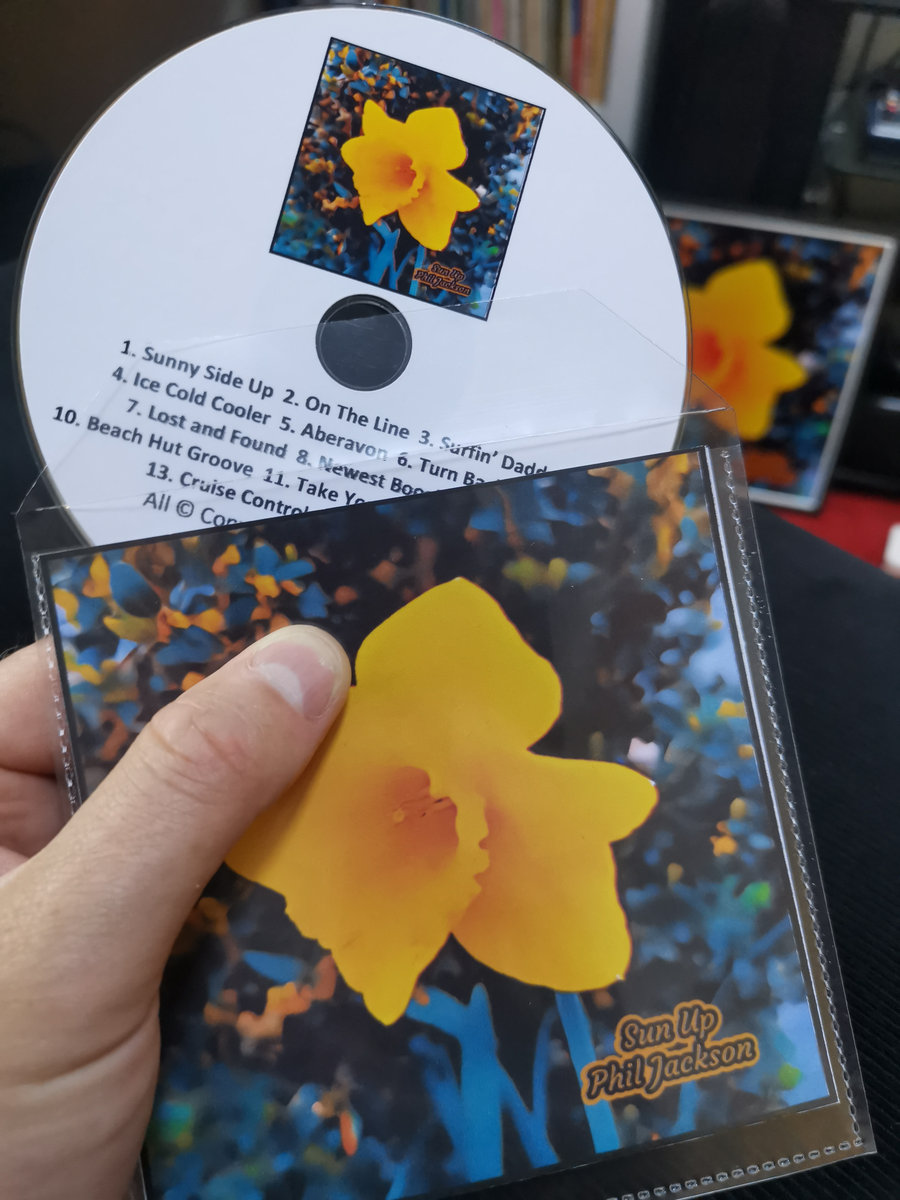 Sun Up
Phil Jackson
1. Sunny Side Up 2. On The Line 3. Surfin' Dadd
4. Ice Cold Cooler 5. Aberavon 6. Turn Ba
7. Lost and Found 8. Newest Boo
10. Beach Hut Groove 11. Take Yo
13. Cruise Control
All © Cop
Sun Up
Phil Jackson